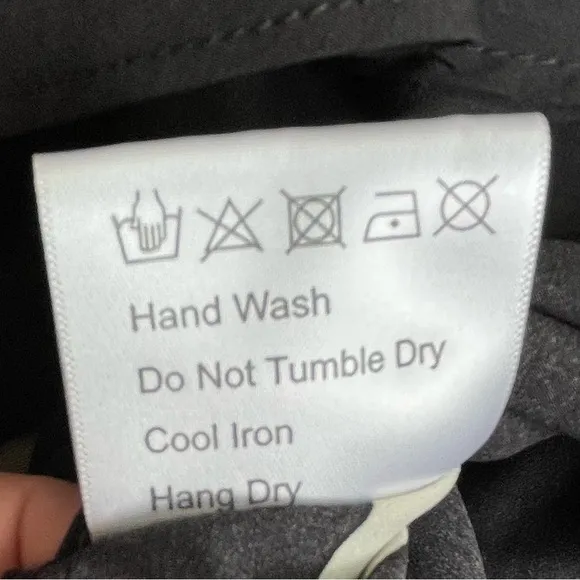 Hand Wash
Do Not Tumble Dry
Cool Iron
Hang Dry